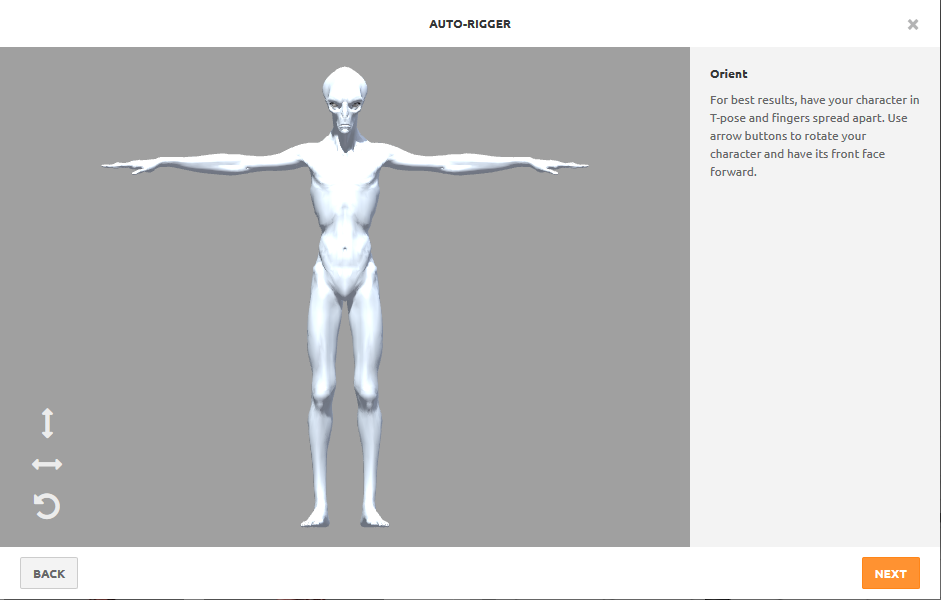 AUTO-RIGGER
Orient
For best results, have your character in
T-pose and fingers spread apart. Use
arrow buttons to rotate your
character and have its front face
forward.
BACK
NEXT